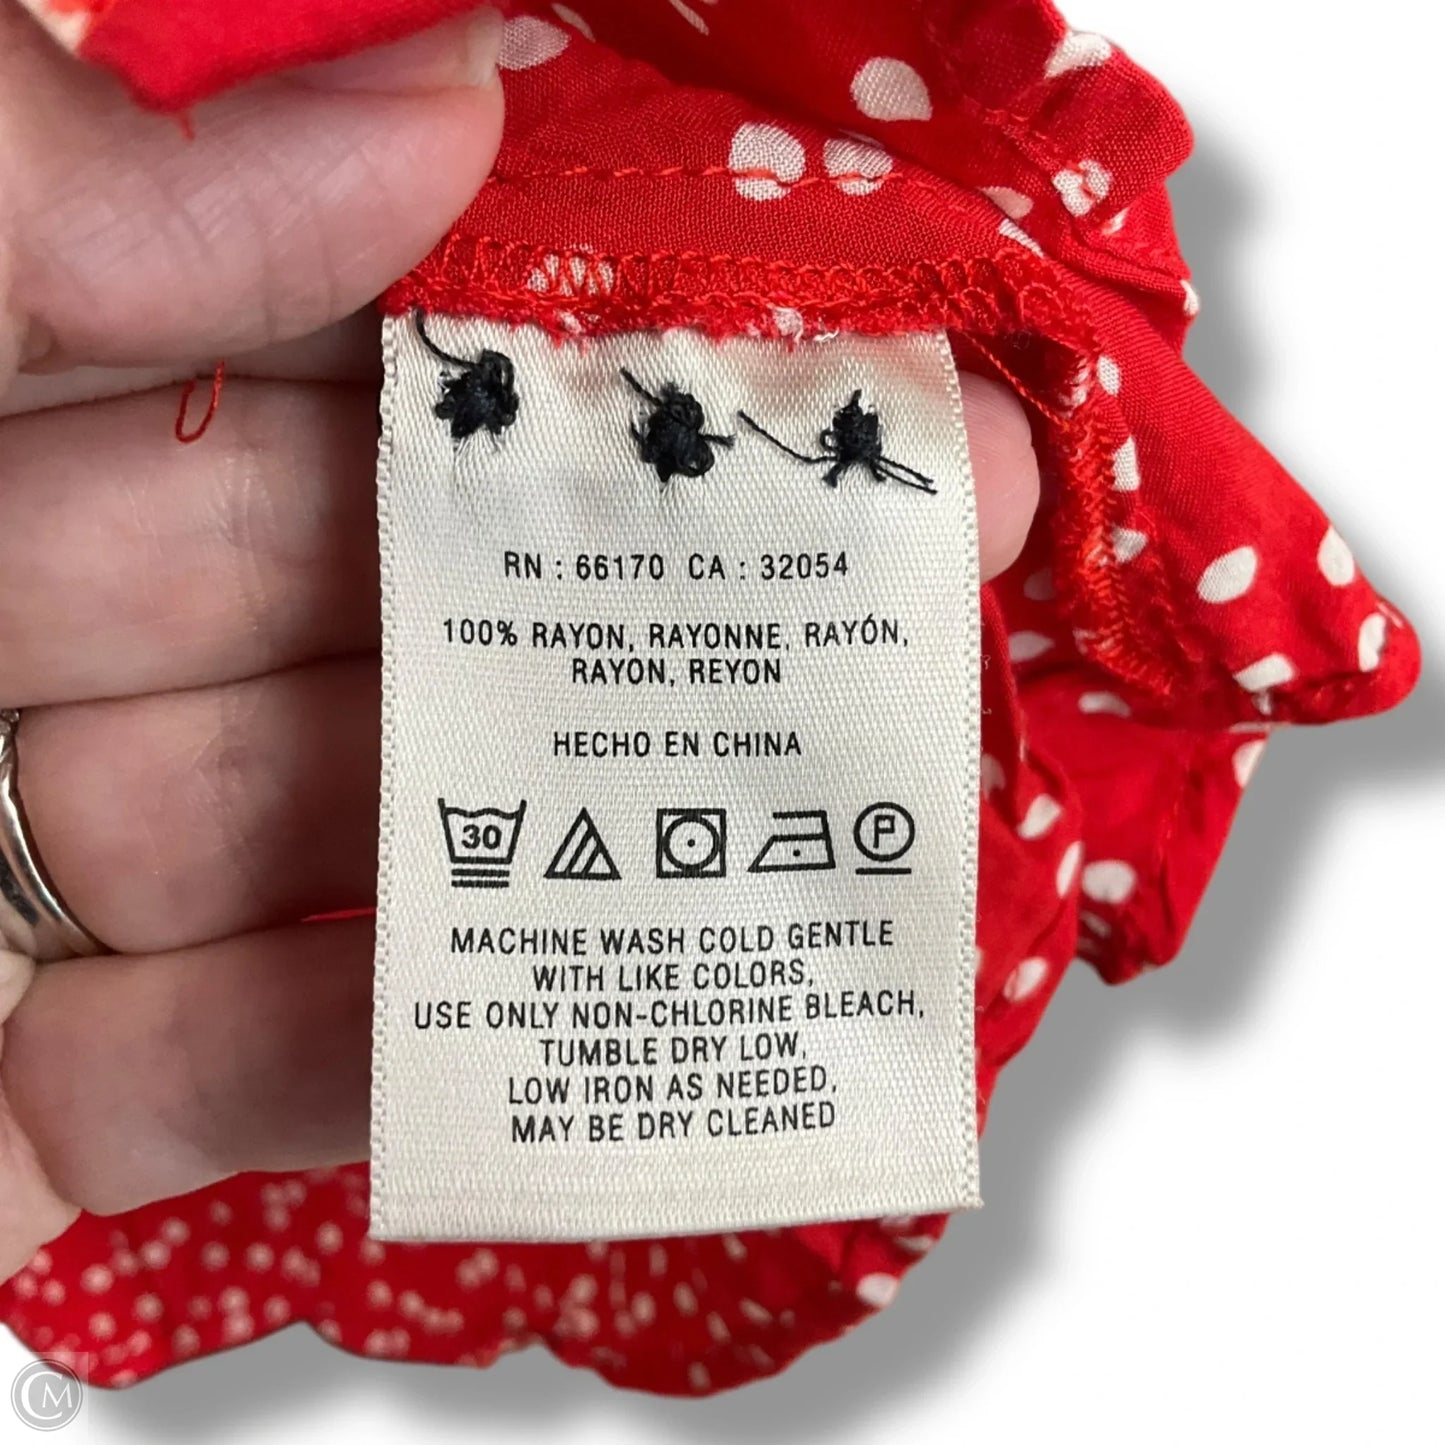 RN : 66170 CA : 32054
100% RAYON, RAYONNE, RAYÓN,
RAYON, REYON
HECHO EN CHINA
30 P
MACHINE WASH COLD GENTLE
WITH LIKE COLORS,
USE ONLY NON-CHLORINE BLEACH,
TUMBLE DRY LOW,
LOW IRON AS NEEDED,
MAY BE DRY CLEANED
CM